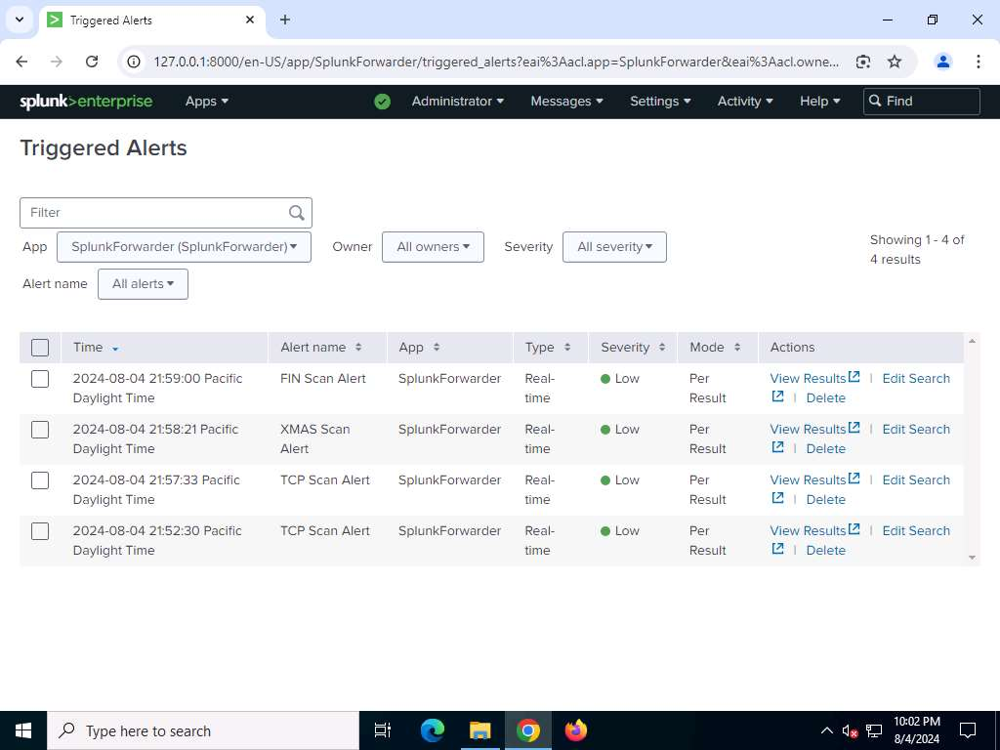 Triggered Alerts
127.0.0.1:8000/en-US/app/SplunkForwarder/triggered_alerts?eai%3Aacl.app=SplunkForwarder&eai%3Aacl.owne...
splunk>enterprise Apps Administrator Messages Settings Activity Help Find
Triggered Alerts
Filter
App SplunkForwarder (SplunkForwarder) Owner All owners Severity All severity
Showing 1 - 4 of
4 results
Alert name All alerts
Time Alert name App Type Severity Mode Actions
2024-08-04 21:59:00 Pacific FIN Scan Alert SplunkForwarder Real- Low Per View Results | Edit Search
Daylight Time time Result | Delete
2024-08-04 21:58:21 Pacific XMAS Scan SplunkForwarder Real- Low Per View Results | Edit Search
Daylight Time Alert time Result | Delete
2024-08-04 21:57:33 Pacific TCP Scan Alert SplunkForwarder Real- Low Per View Results | Edit Search
Daylight Time time Result | Delete
2024-08-04 21:52:30 Pacific TCP Scan Alert SplunkForwarder Real- Low Per View Results | Edit Search
Daylight Time time Result | Delete
Type here to search
10:02 PM
8/4/2024